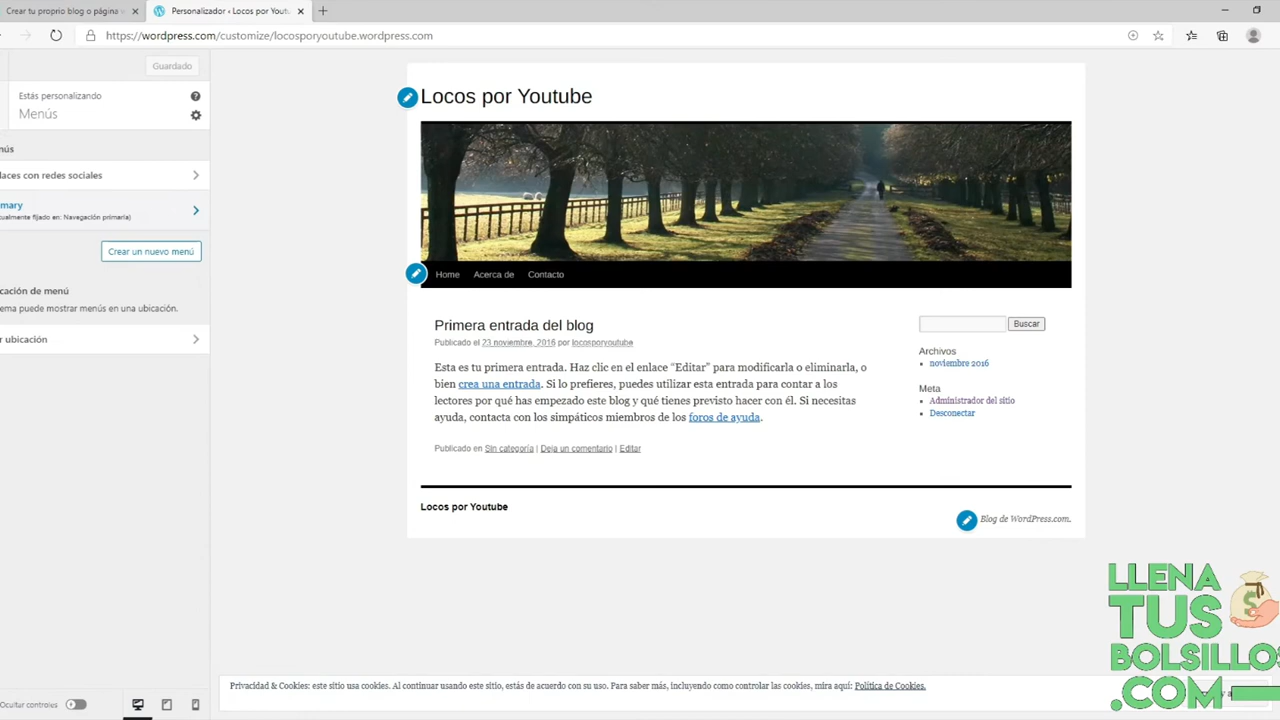 Crear tu propio blog o página w
Personalizador ‹ Locos por Youtu
https://wordpress.com/customize/locosporyoutube.wordpress.com
Guardado
Estás personalizando
Menús
nús
laces con redes sociales
mary
ualmente fijado en: Navegación primaria)
Crear un nuevo menú
cación de menú
ema puede mostrar menús en una ubicación.
r ubicación
Ocultar controles
Locos por Youtube
Home Acerca de Contacto
Primera entrada del blog
Publicado el 23 noviembre, 2016 por locosporyoutube
Esta es tu primera entrada. Haz clic en el enlace “Editar” para modificarla o eliminarla, o
bien crea una entrada. Si lo prefieres, puedes utilizar esta entrada para contar a los
lectores por qué has empezado este blog y qué tienes previsto hacer con él. Si necesitas
ayuda, contacta con los simpáticos miembros de los foros de ayuda.
Publicado en Sin categoría | Deja un comentario | Editar
Buscar
Archivos
noviembre 2016
Meta
Administrador del sitio
Desconectar
Locos por Youtube
Blog de WordPress.com.
Privacidad & Cookies: este sitio usa cookies. Al continuar usando este sitio, estás de acuerdo con su uso. Para saber más, incluyendo como controlar las cookies, mira aquí: Política de Cookies.
LLENA
TUS
BOLSILLOS
.COM